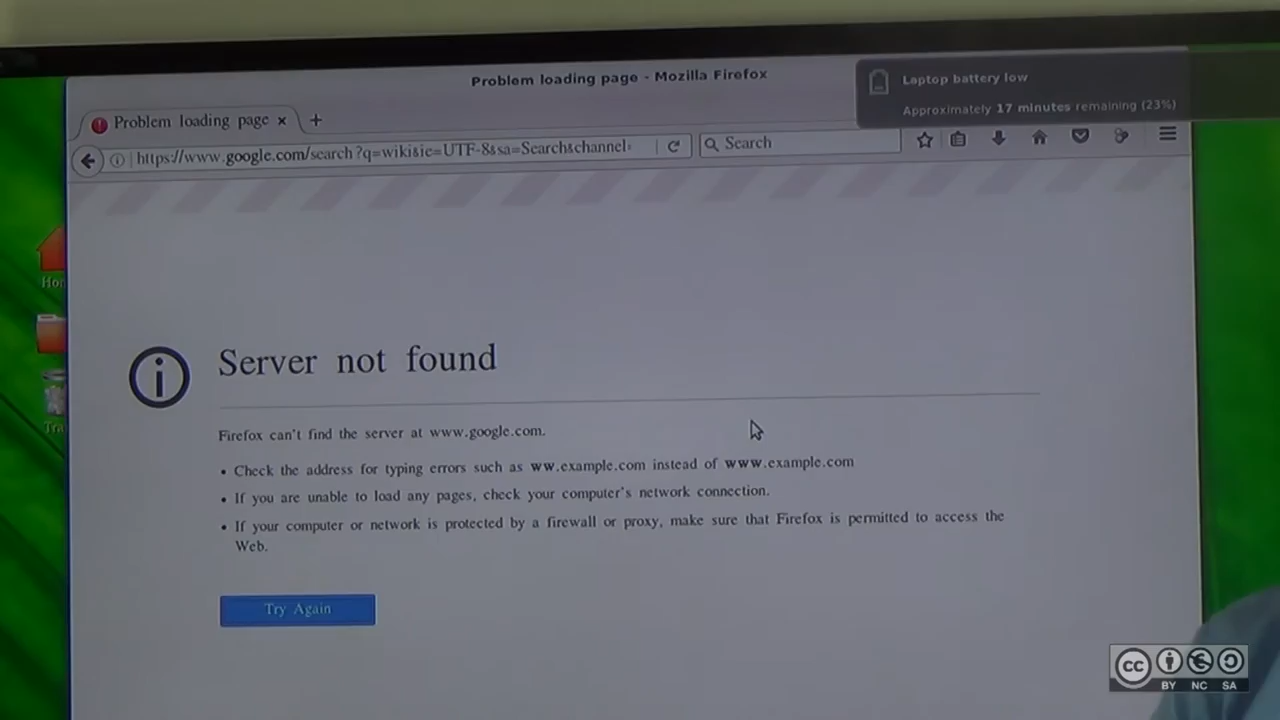 Problem loading page - Mozilla Firefox
Laptop battery low
Approximately 17 minutes remaining (23%)
Problem loading page × +
https://www.google.com/search?q=wiki&ie=UTF-8&sa=Search&channel=
Search
Hom
Tra
Server not found
Firefox can't find the server at www.google.com.
• Check the address for typing errors such as ww.example.com instead of www.example.com
• If you are unable to load any pages, check your computer's network connection.
• If your computer or network is protected by a firewall or proxy, make sure that Firefox is permitted to access the
Web.
Try Again
cc
BY NC SA